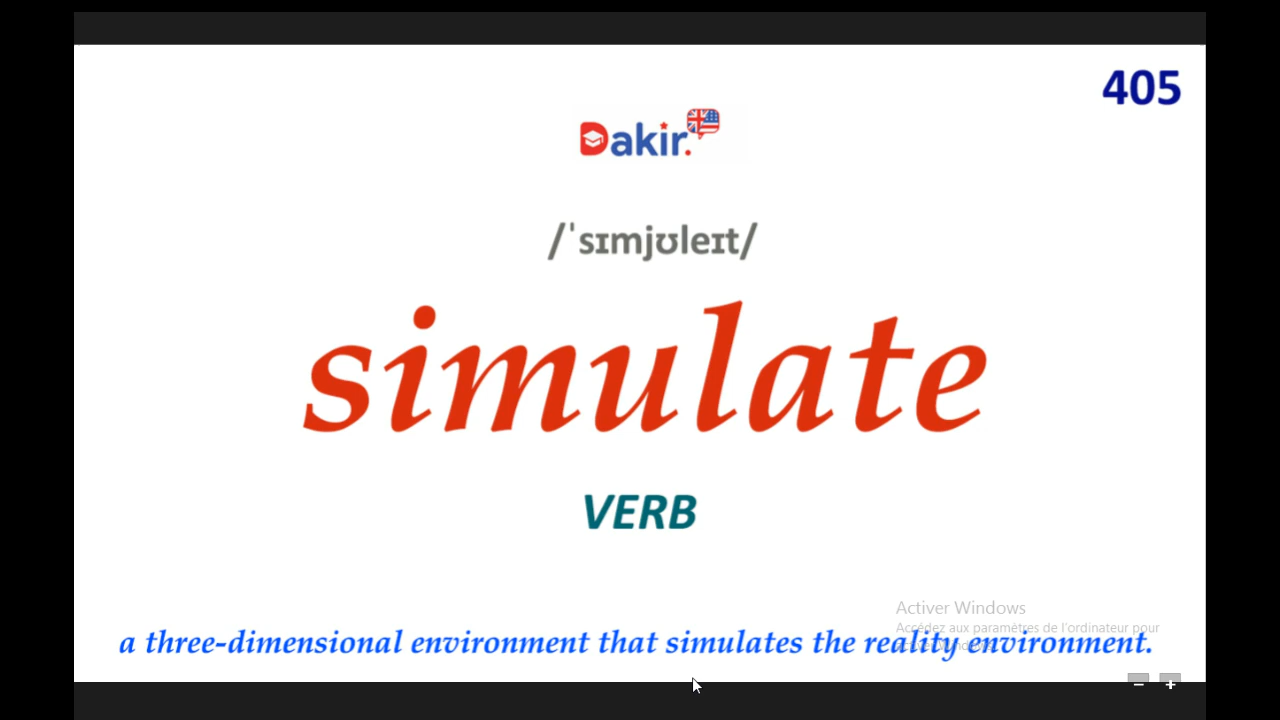 405
Dakir.
/ˈsɪmjʊleɪt/
simulate
VERB
Activer Windows
Accédez aux paramètres de l'ordinateur pour
a three-dimensional environment that simulates the reality environment.